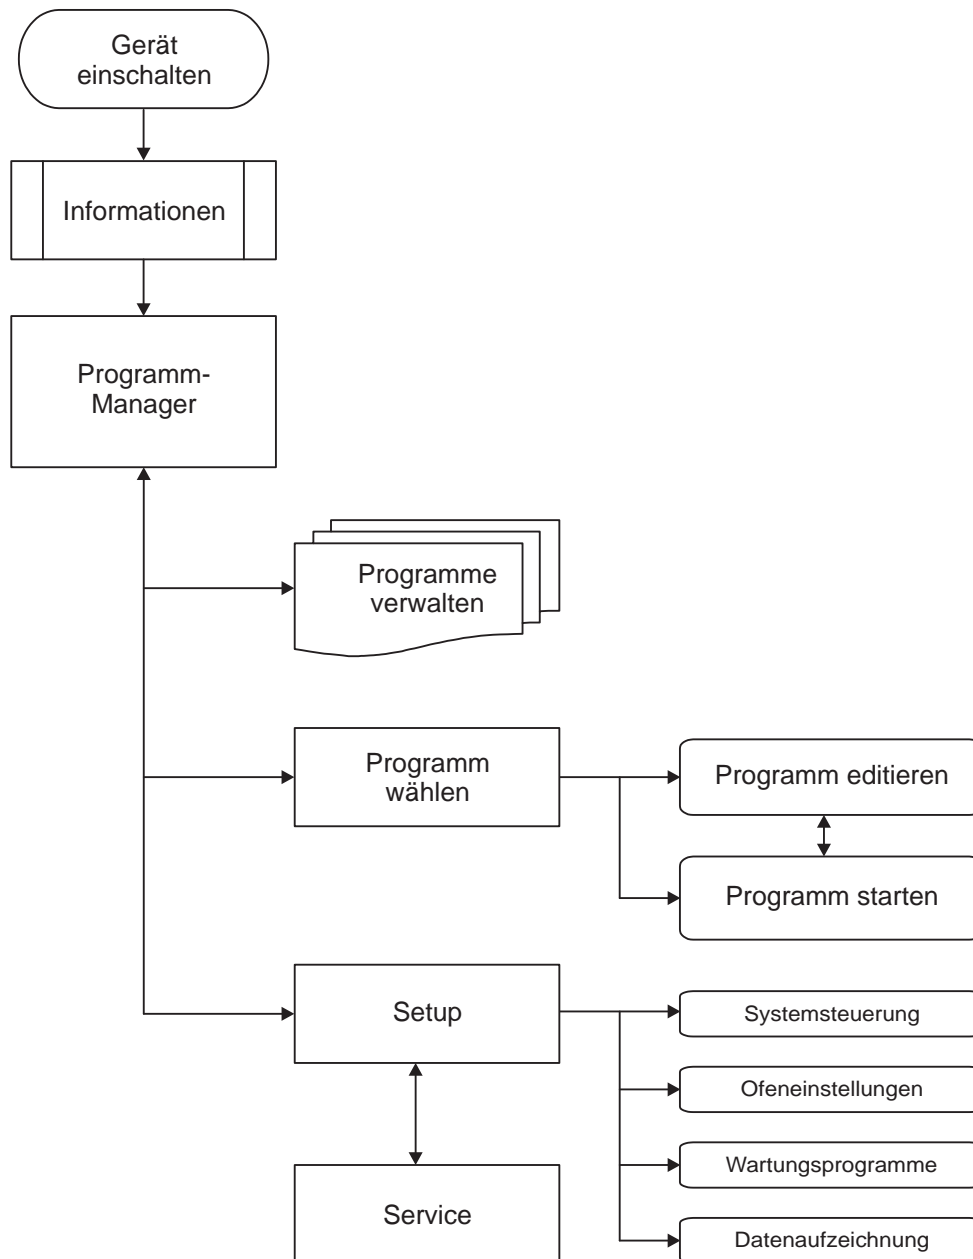 Gerät
einschalten
Informationen
Programm-
Manager
Programme
verwalten
Programm
wählen
Programm editieren
Programm starten
Setup
Systemsteuerung
Ofeneinstellungen
Wartungsprogramme
Service
Datenaufzeichnung